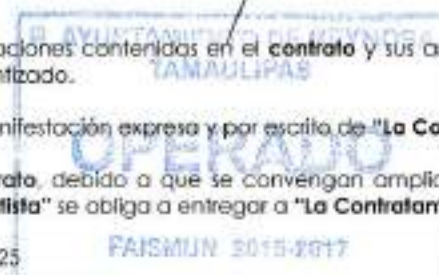 R. AYUNTAMIENTO DE REYNOSA
aciones contenidas en el contrato y sus a
TAMAULIPAS
ntizado.
nifestación expresa y por escrito de "La Co
OPERADO
rato, debido a que se convengan amplia
tista" se obliga a entregar a "La Contratan
FAISMUN 2015-2017
25